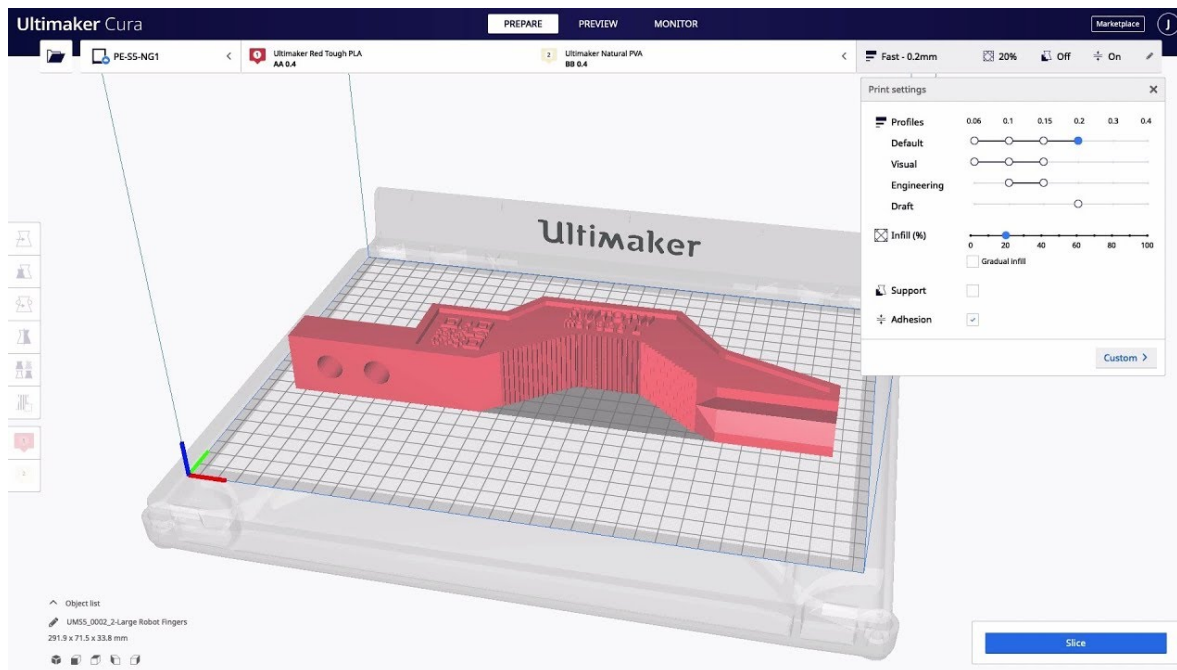 Ultimaker Cura
PREPARE PREVIEW MONITOR
Marketplace J
PE-S5-NG1
1 Ultimaker Red Tough PLA
AA 0.4
2 Ultimaker Natural PVA
BB 0.4
Fast - 0.2mm 20% Off On
Print settings
Profiles 0.06 0.1 0.15 0.2 0.3 0.4
Default
Visual
Engineering
Draft
Infill (%)
0 20 40 60 80 100
Gradual infill
Support
Adhesion
Custom
Ultimaker
1
2
Object list
UMS5_0002_2-Large Robot Fingers
291.9 x 71.5 x 33.8 mm
Slice